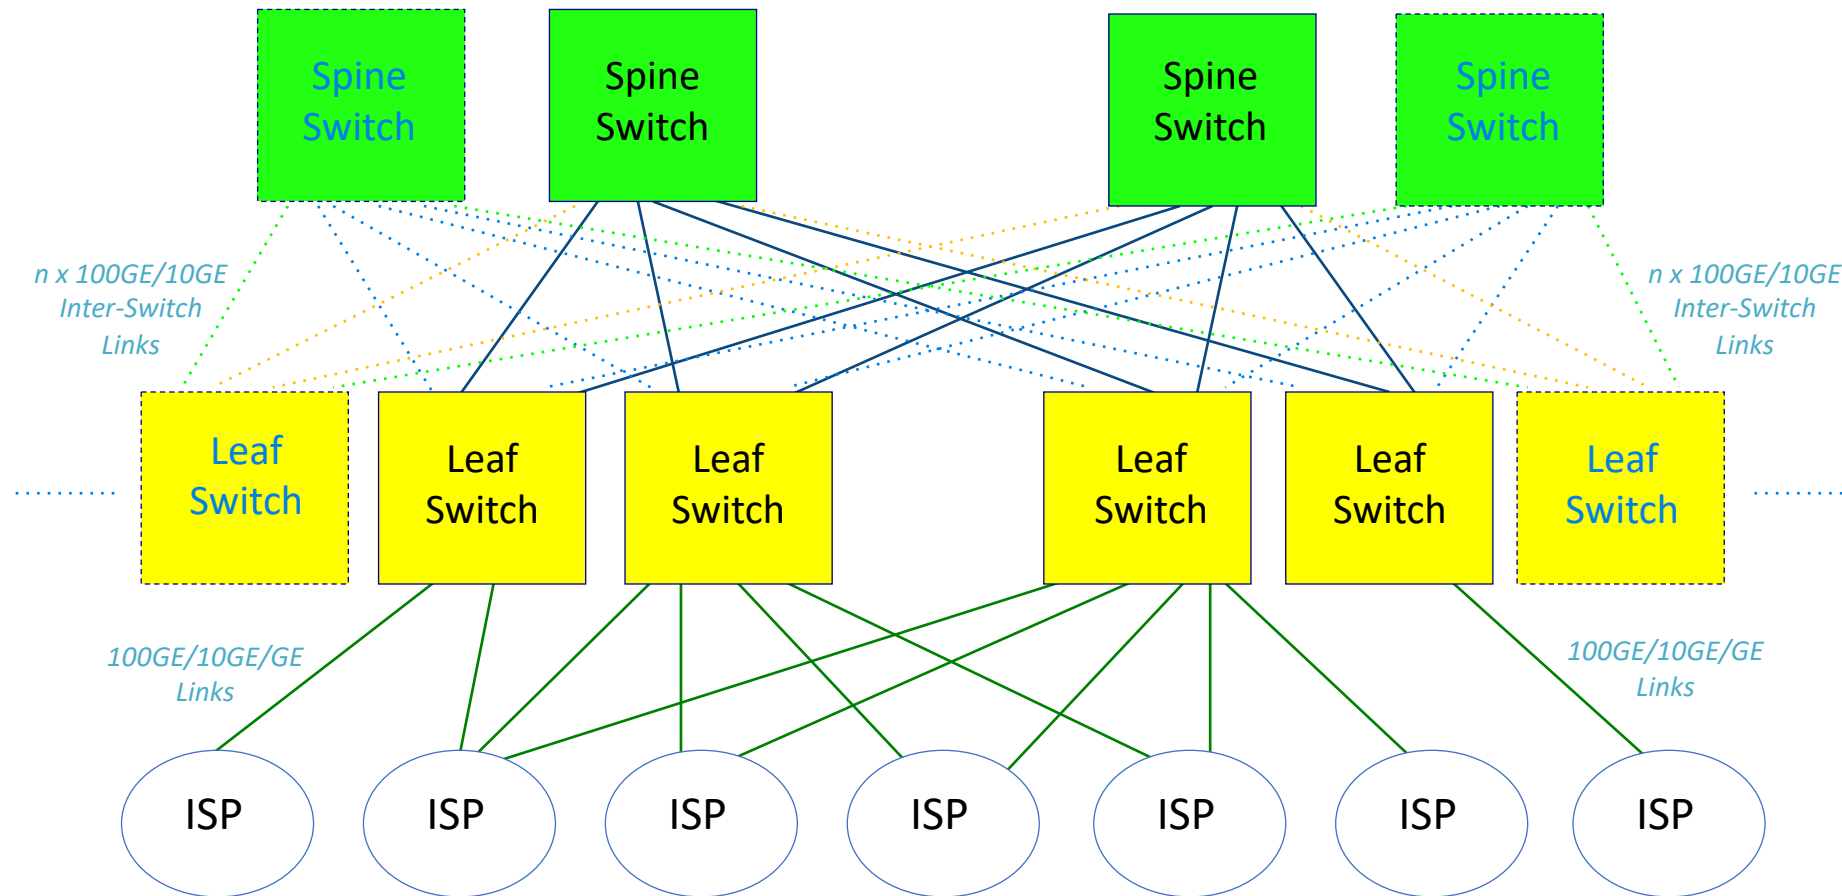 Spine
Switch
Spine
Switch
Spine
Switch
Spine
Switch
n x 100GE/10GE
Inter-Switch
Links
n x 100GE/10GE
Inter-Switch
Links
Leaf
Switch
Leaf
Switch
Leaf
Switch
Leaf
Switch
Leaf
Switch
Leaf
Switch
100GE/10GE/GE
Links
100GE/10GE/GE
Links
ISP
ISP
ISP
ISP
ISP
ISP
ISP